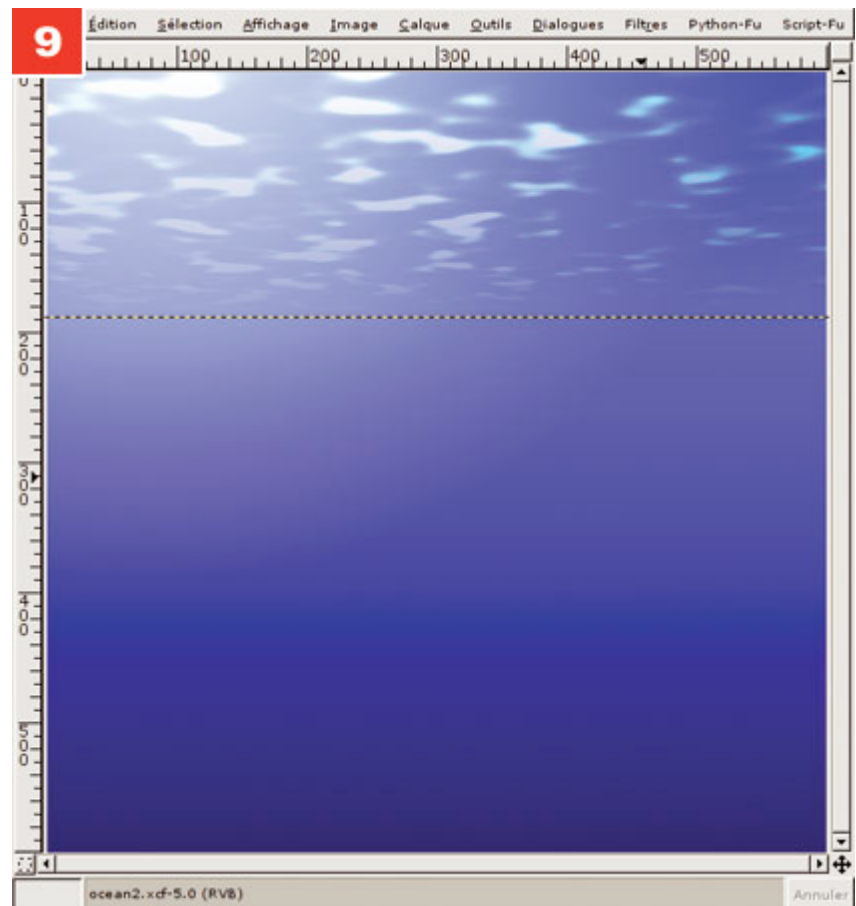 9
Édition Sélection Affichage Image Calque Outils Dialogues Filtres Python-Fu Script-Fu
100 200 300 400 500
0
100
200
300
400
500
ocean2.xcf-5.0 (RVB)
Annuler